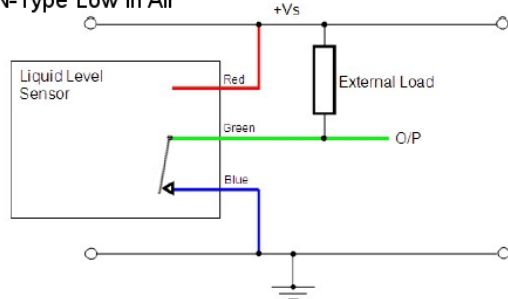 N-Type Low in Air
+Vs
Liquid Level
Sensor
Red
External Load
Green
O/P
Blue